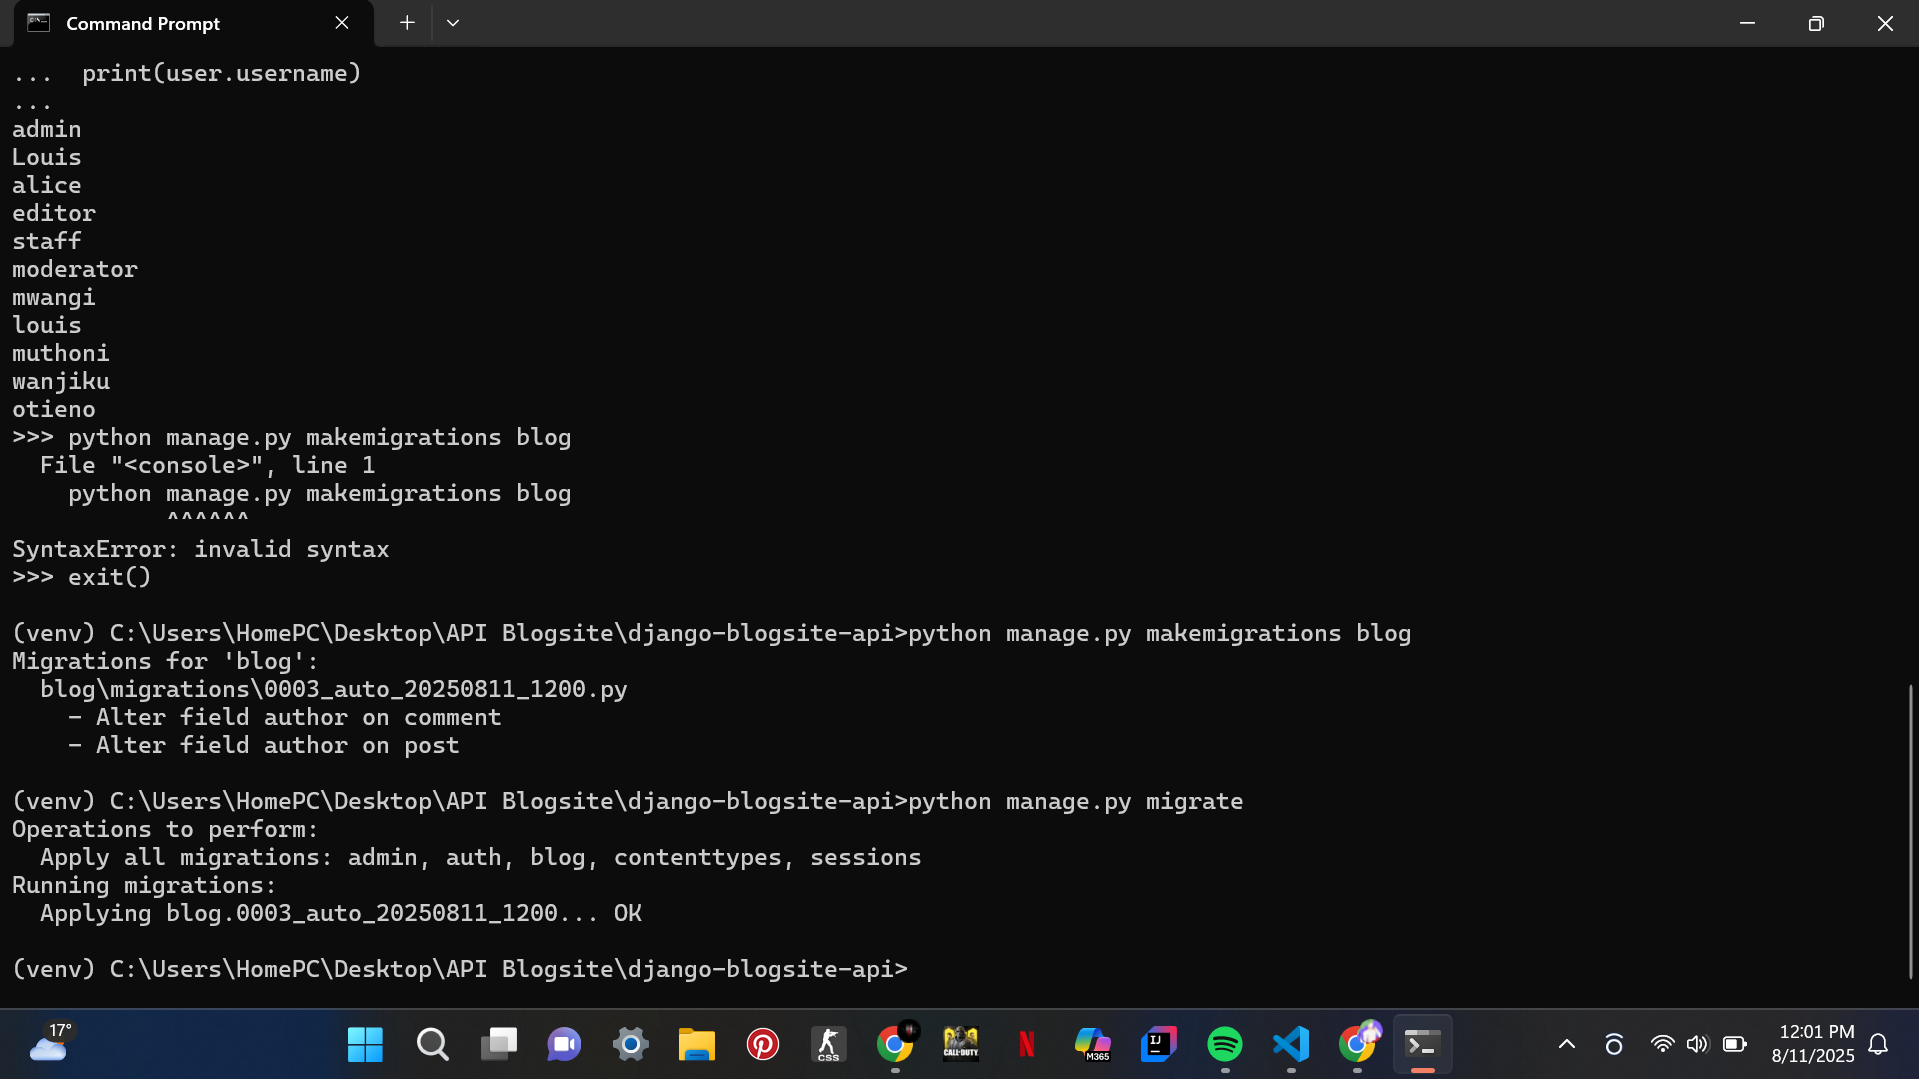 Command Prompt
...  print(user.username)
...
admin
Louis
alice
editor
staff
moderator
mwangi
louis
muthoni
wanjiku
otieno
>>> python manage.py makemigrations blog
  File "<console>", line 1
    python manage.py makemigrations blog
           ^^^^^^
SyntaxError: invalid syntax
>>> exit()
(venv) C:\Users\HomePC\Desktop\API Blogsite\django-blogsite-api>python manage.py makemigrations blog
Migrations for 'blog':
  blog\migrations\0003_auto_20250811_1200.py
    - Alter field author on comment
    - Alter field author on post
(venv) C:\Users\HomePC\Desktop\API Blogsite\django-blogsite-api>python manage.py migrate
Operations to perform:
  Apply all migrations: admin, auth, blog, contenttypes, sessions
Running migrations:
  Applying blog.0003_auto_20250811_1200... OK
(venv) C:\Users\HomePC\Desktop\API Blogsite\django-blogsite-api>
17°
CSS
CALL·DUTY
N
M365
IJ
12:01 PM
8/11/2025